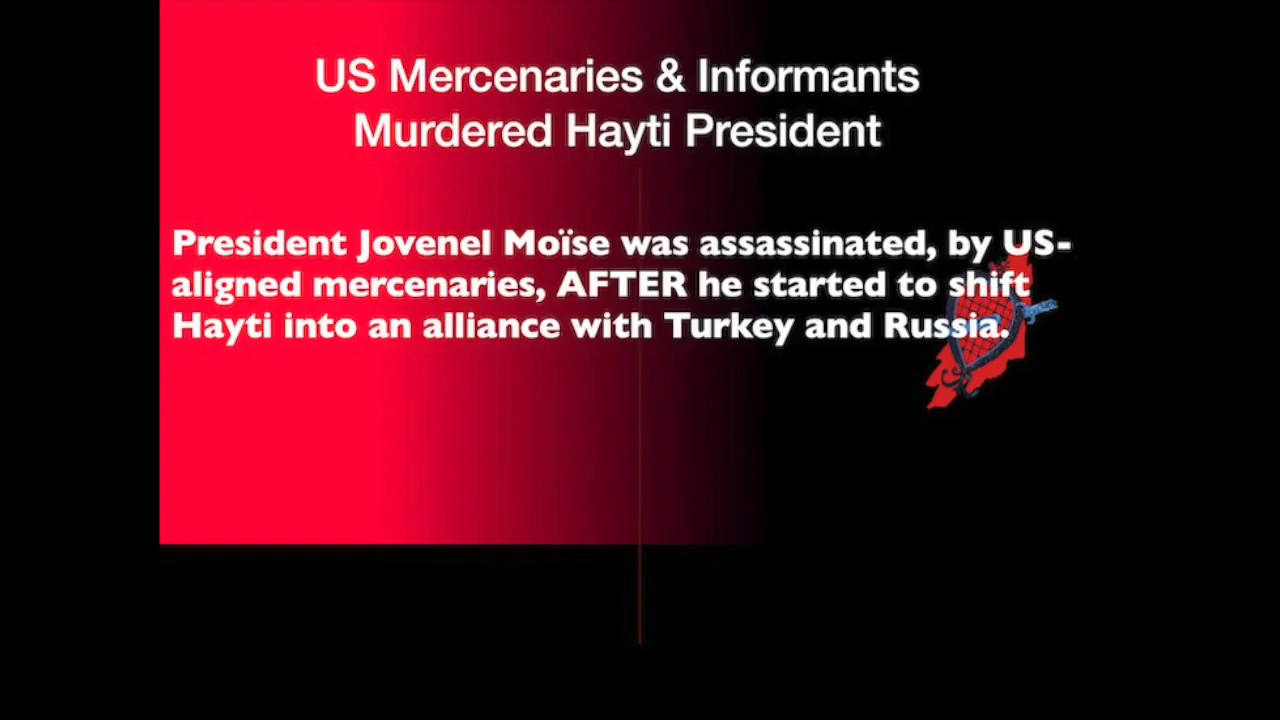 US Mercenaries & Informants
Murdered Hayti President
President Jovenel Moïse was assassinated, by US-
aligned mercenaries, AFTER he started to shift
Hayti into an alliance with Turkey and Russia.